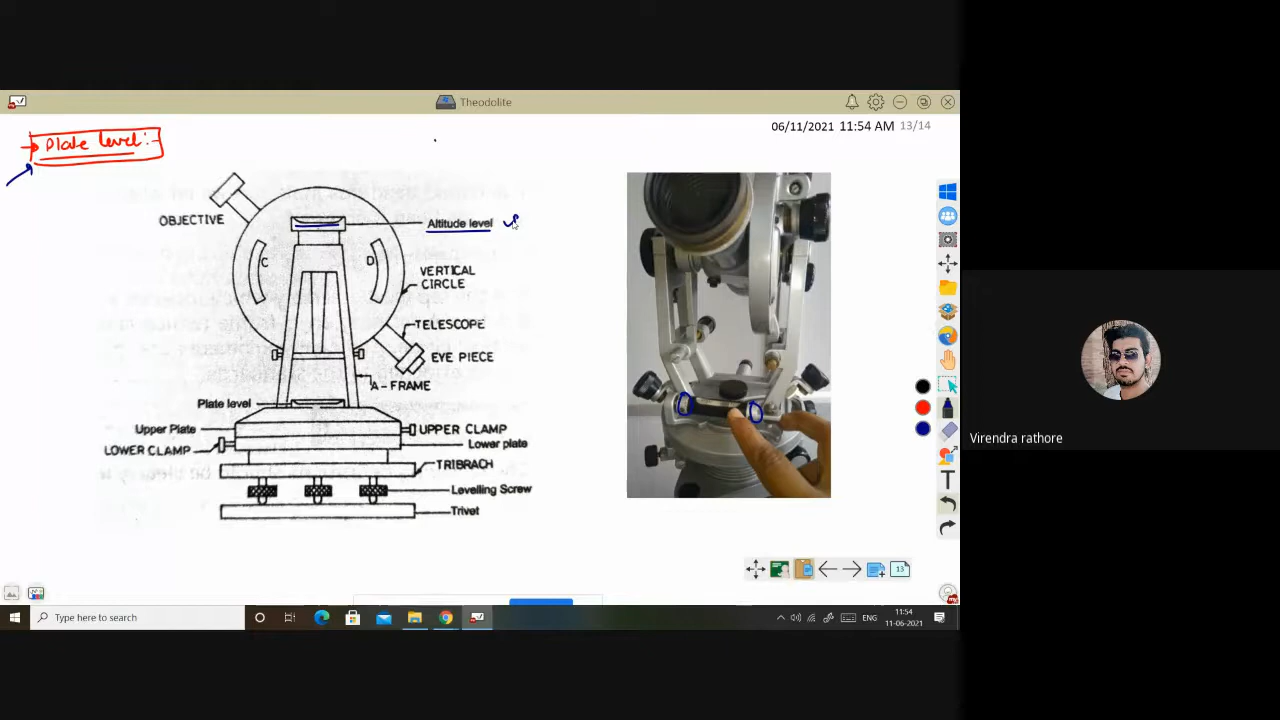 Theodolite
06/11/2021 11:54 AM 13/14
Plate level:-
OBJECTIVE
Altitude level
C
D
VERTICAL
CIRCLE
TELESCOPE
EYE PIECE
A-FRAME
Plate level
Upper Plate
UPPER CLAMP
LOWER CLAMP
Lower plate
TRIBRACH
Levelling Screw
Trivet
Virendra rathore
T
13
Type here to search
ENG
11:54
11-06-2021